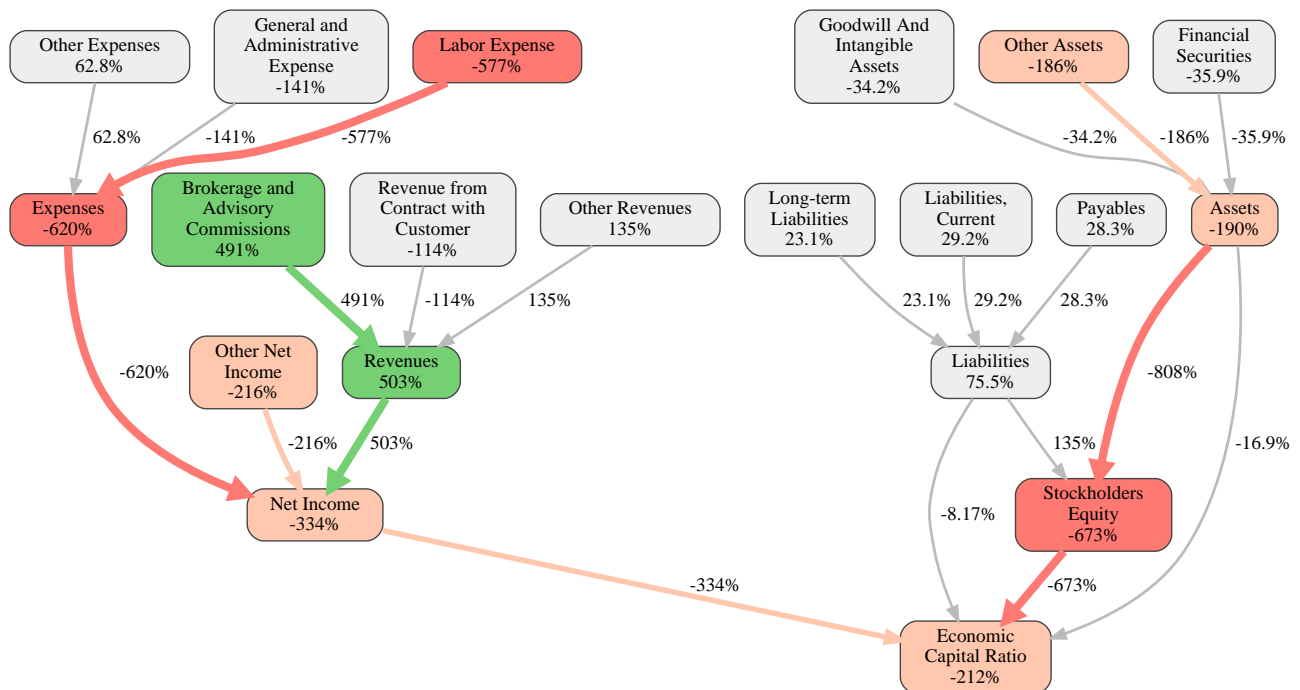 Other Expenses
62.8%
General and
Administrative
Expense
-141%
Labor Expense
-577%
Goodwill And
Intangible
Assets
-34.2%
Other Assets
-186%
Financial
Securities
-35.9%
62.8%
-141%
-577%
-34.2%
-186%
-35.9%
Expenses
-620%
Brokerage and
Advisory
Commissions
491%
Revenue from
Contract with
Customer
-114%
Other Revenues
135%
Long-term
Liabilities
23.1%
Liabilities,
Current
29.2%
Payables
28.3%
Assets
-190%
491%
-114%
135%
23.1%
29.2%
28.3%
-620%
Other Net
Income
-216%
Revenues
503%
Liabilities
75.5%
-808%
-216%
503%
135%
-16.9%
Net Income
-334%
-8.17%
Stockholders
Equity
-673%
-334%
-673%
Economic
Capital Ratio
-212%